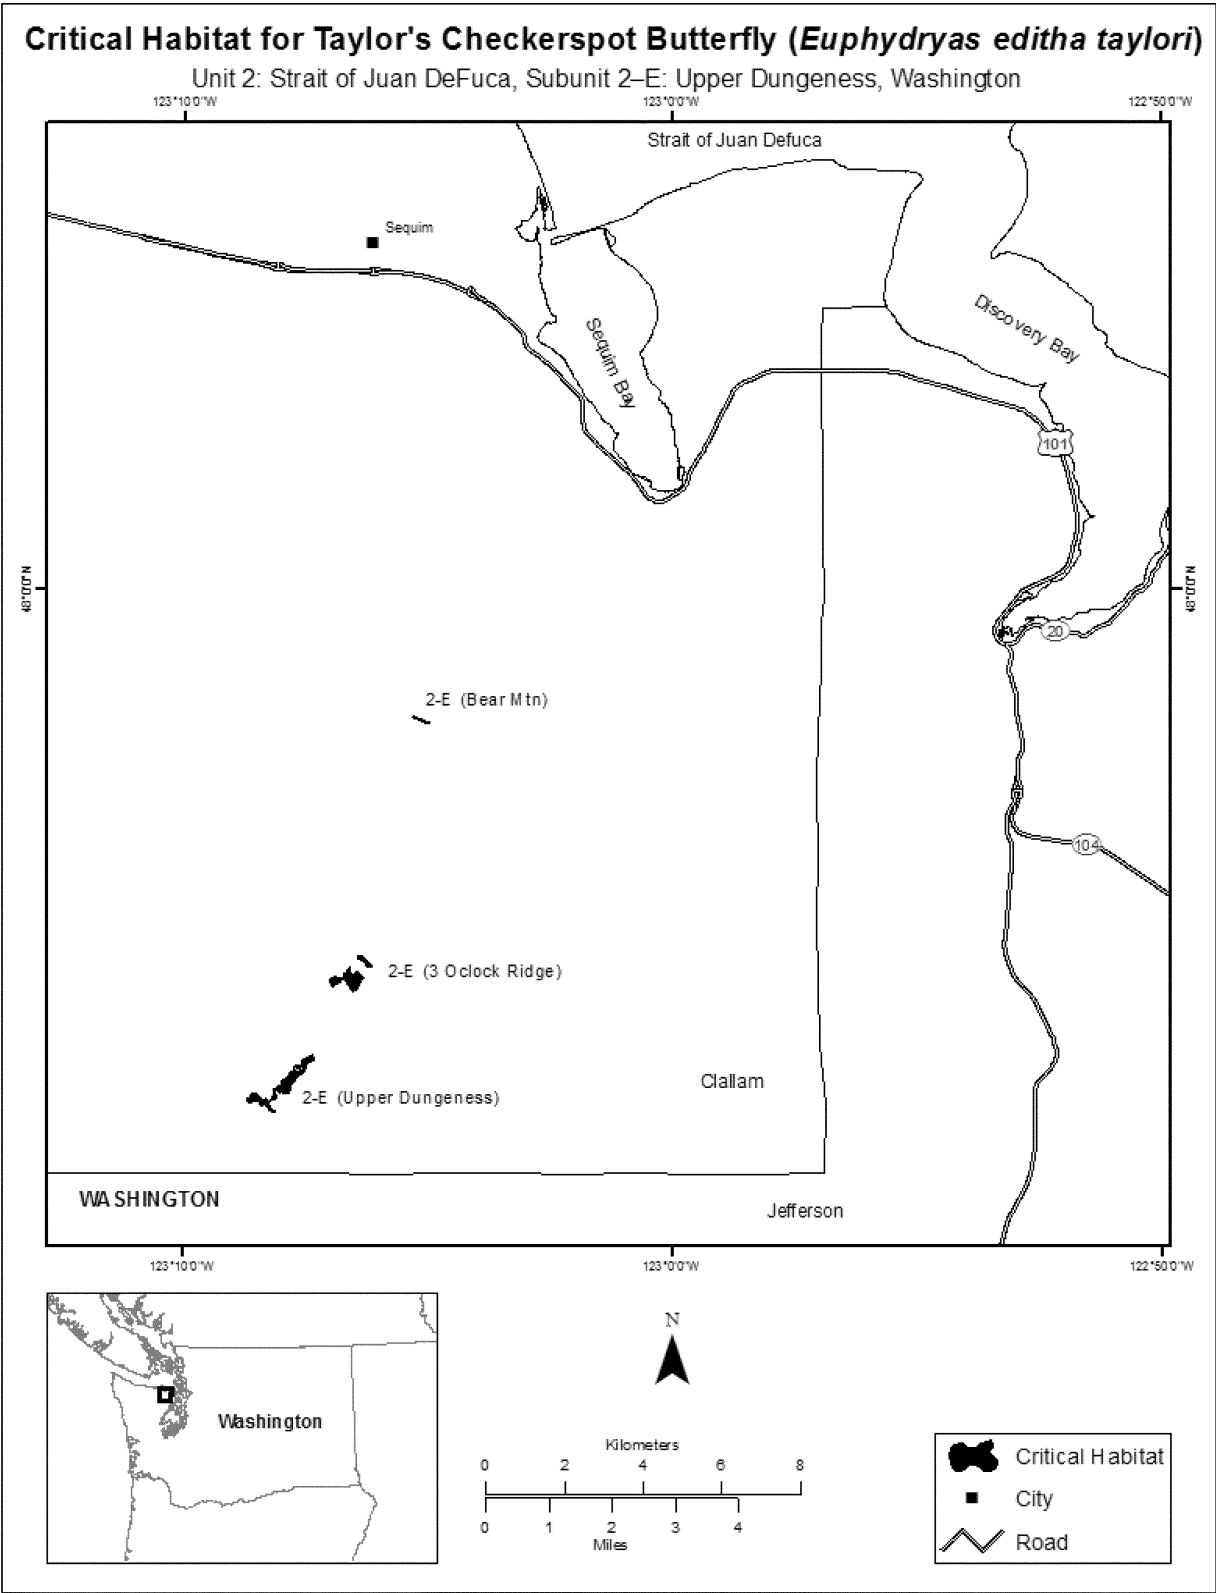 Critical Habitat for Taylor's Checkerspot Butterfly (Euphydryas editha taylori)
Unit 2: Strait of Juan DeFuca, Subunit 2–E: Upper Dungeness, Washington
123°10'0"W 123°0'0"W 122°50'0"W
Strait of Juan Defuca
Sequim
Discovery Bay
Sequim Bay
101
48°0'0"N 48°0'0"N
20
2-E (Bear Mtn)
104
2-E (3 Oclock Ridge)
Clallam
2-E (Upper Dungeness)
WASHINGTON
Jefferson
123°10'0"W 123°0'0"W 122°50'0"W
N
Washington
Kilometers
0 2 4 6 8
0 1 2 3 4
Miles
Critical Habitat
City
Road